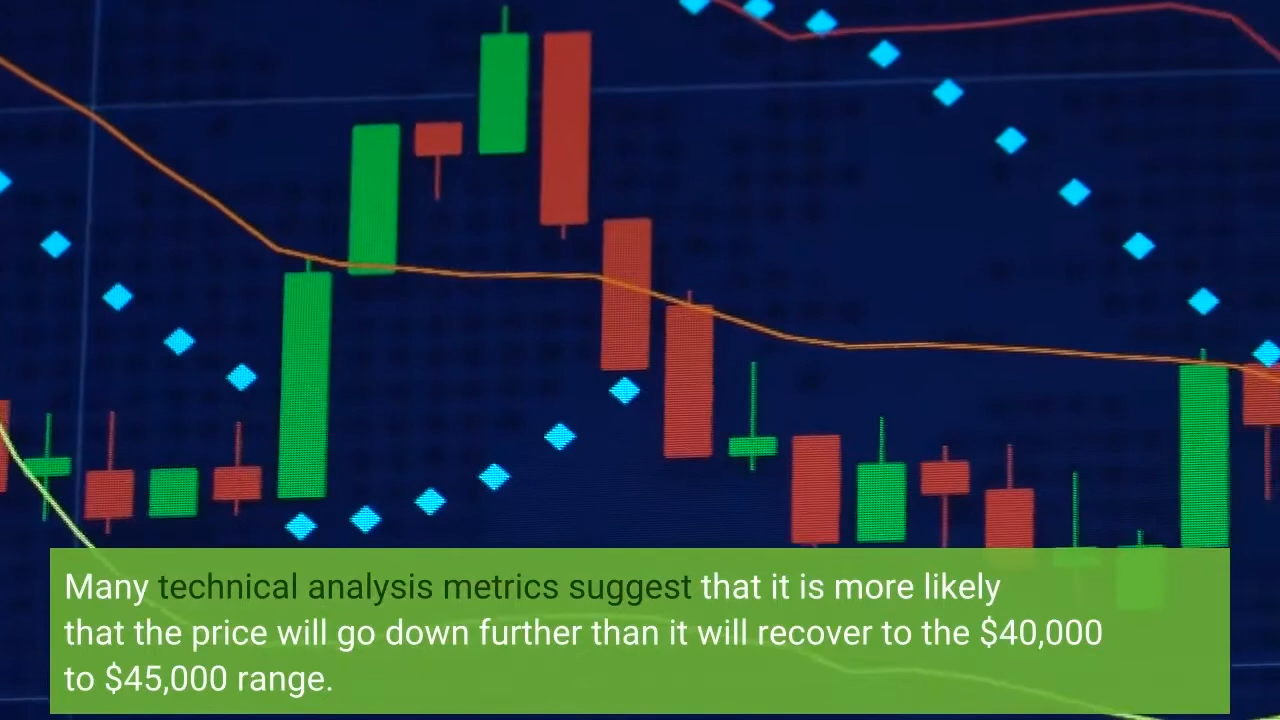 Many technical analysis metrics suggest that it is more likely
that the price will go down further than it will recover to the $40,000
to $45,000 range.